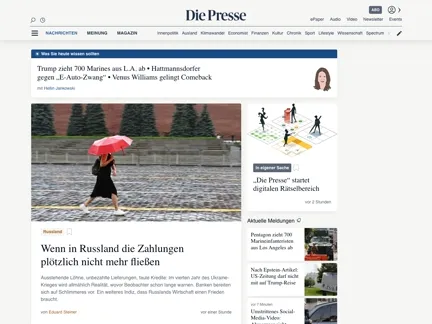 Die Presse
ABO
ePaper Audio Video Newsletter Events
NACHRICHTEN MEINUNG MAGAZIN
Innenpolitik Ausland Klimawandel Economist Finanzen Kultur Chronik Sport Lifestyle Wissenschaft Spectrum
Was Sie heute wissen sollten
Trump zieht 700 Marines aus L.A. ab • Hattmannsdorfer
gegen „E-Auto-Zwang“ • Venus Williams gelingt Comeback
mit Hellin Jankowski
Russland
Wenn in Russland die Zahlungen
plötzlich nicht mehr fließen
Ausstehende Löhne, unbezahlte Lieferungen, faule Kredite: Im vierten Jahr des Ukraine-
Krieges wird allmählich Realität, wovor Beobachter schon lange warnen. Banken bereiten
sich auf Schlimmeres vor. Ein weiteres Indiz, dass Russlands Wirtschaft einen Frieden
braucht.
von Eduard Steiner
vor einer Stunde
In eigener Sache
„Die Presse“ startet
digitalen Rätselbereich
vor 2 Stunden
Aktuelle Meldungen
Pentagon zieht 700
Marineinfanteristen
aus Los Angeles ab
Nach Epstein-Artikel:
US-Zeitung darf nicht
mit auf Trump-Reise
vor 7 Minuten
Umstrittenes Social-
Media-Video: